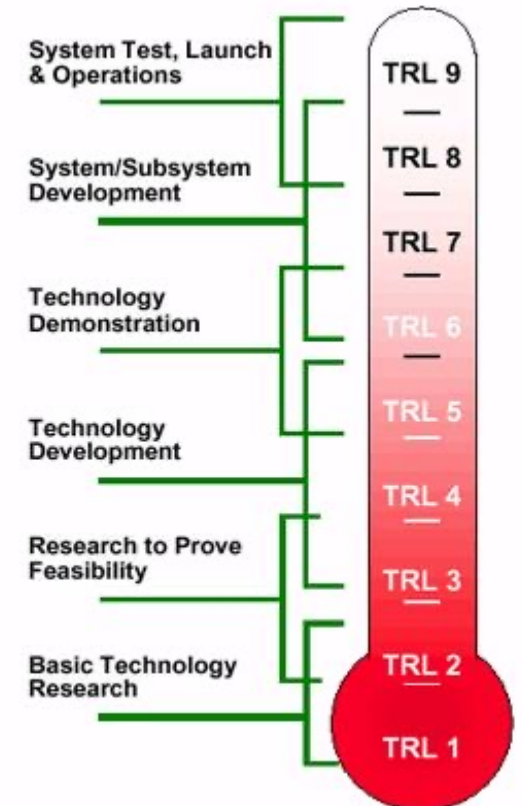 System Test, Launch
& Operations
System/Subsystem
Development
Technology
Demonstration
Technology
Development
Research to Prove
Feasibility
Basic Technology
Research
TRL 9
TRL 8
TRL 7
TRL 6
TRL 5
TRL 4
TRL 3
TRL 2
TRL 1